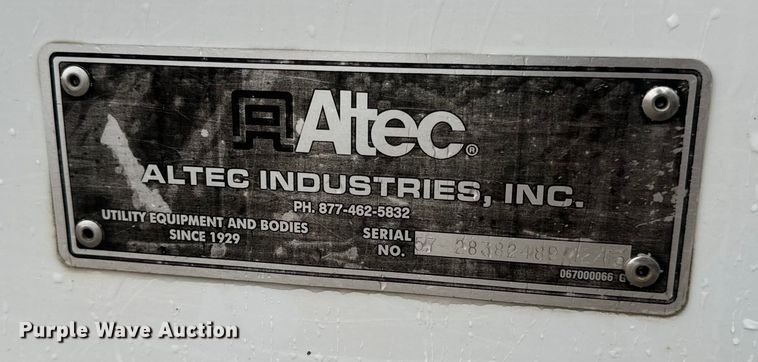 Altec®
ALTEC INDUSTRIES, INC.
PH. 877-462-5832
UTILITY EQUIPMENT AND BODIES
SINCE 1929
SERIAL
NO.
067000066 G
Purple Wave Auction